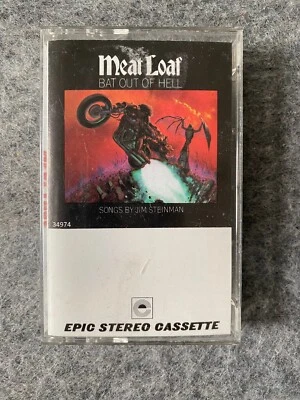 Meat Loaf
BAT OUT OF HELL
SONGS BY JIM STEINMAN
34974
EPIC STEREO CASSETTE